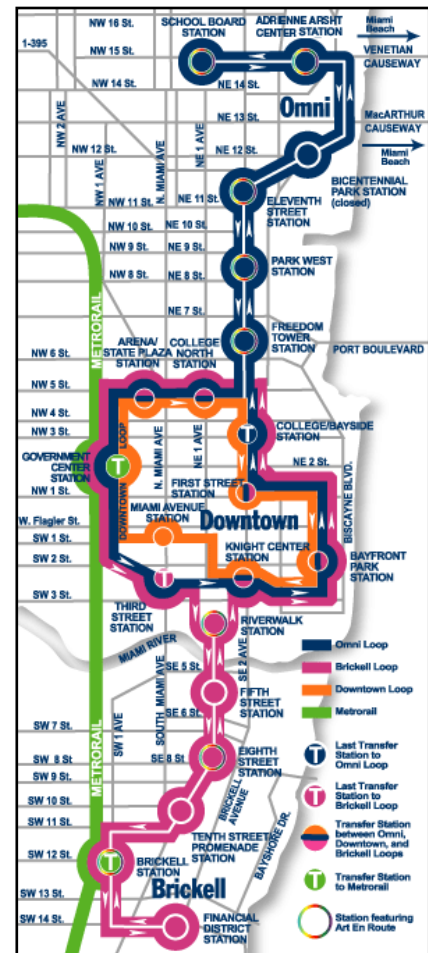 NW 16 St.
SCHOOL BOARD
STATION
ADRIENNE ARSHT
CENTER STATION
Miami
Beach
1-395
NW 15 St.
VENETIAN
CAUSEWAY
NW 14 St.
NE 14 St.
Omni
NW 2 AVE
NW 1 AVE
N. MIAMI AVE
NE 1 AVE
NE 13 St.
MacARTHUR
CAUSEWAY
NW 12 St.
NE 12 St.
Miami
Beach
BICENTENNIAL
PARK STATION
(closed)
NW 11 St.
NE 11 St.
ELEVENTH
STREET
STATION
NW 10 St.
NE 10 St.
NW 9 St.
NE 9 St.
PARK WEST
STATION
NW 8 St.
NE 8 St.
METRORAIL
NE 7 St.
FREEDOM
TOWER
STATION
ARENA/
STATE PLAZA
STATION
COLLEGE
NORTH
STATION
PORT BOULEVARD
NW 6 St.
NW 5 St.
NW 4 St.
NW 3 St.
T
COLLEGE/BAYSIDE
STATION
DOWNTOWN LOOP
N. MIAMI AVE
NE 1 AVE
NE 2 St.
GOVERNMENT
CENTER
STATION
T
FIRST STREET
STATION
BISCAYNE BLVD.
NW 1 St.
MIAMI AVENUE
STATION
Downtown
W. Flagler St.
SW 1 St.
SW 2 St.
KNIGHT CENTER
STATION
BAYFRONT
PARK
STATION
T
SW 3 St.
THIRD
STREET
STATION
RIVERWALK
STATION
MIAMI RIVER
SE 2 AVE
SE 5 St.
FIFTH
STREET
STATION
SE 6 St.
SW 1 AVE
SOUTH MIAMI AVE
SW 7 St.
SW 8 St.
SE 8 St.
EIGHTH
STREET
STATION
SW 9 St.
METRORAIL
BRICKELL
AVENUE
SW 10 St.
SW 11 St.
TENTH STREET
PROMENADE
STATION
BAYSHORE DR.
SW 12 St.
T
BRICKELL
STATION
Brickell
SW 13 St.
SW 14 St.
FINANCIAL
DISTRICT
STATION
Omni Loop
Brickell Loop
Downtown Loop
Metrorail
T
Last Transfer
Station to
Omni Loop
T
Last Transfer
Station to
Brickell Loop
Transfer Station
between Omni,
Downtown, and
Brickell Loops
T
Transfer Station
to Metrorail
Station featuring
Art En Route